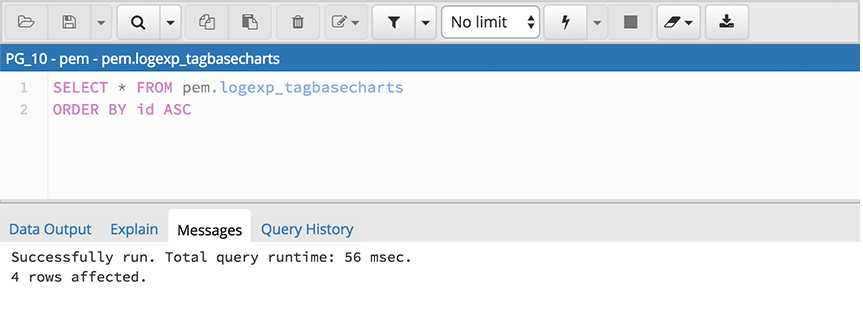 No limit
PG_10 - pem - pem.logexp_tagbasecharts
1 SELECT * FROM pem.logexp_tagbasecharts
2 ORDER BY id ASC
Data Output Explain Messages Query History
Successfully run. Total query runtime: 56 msec.
4 rows affected.